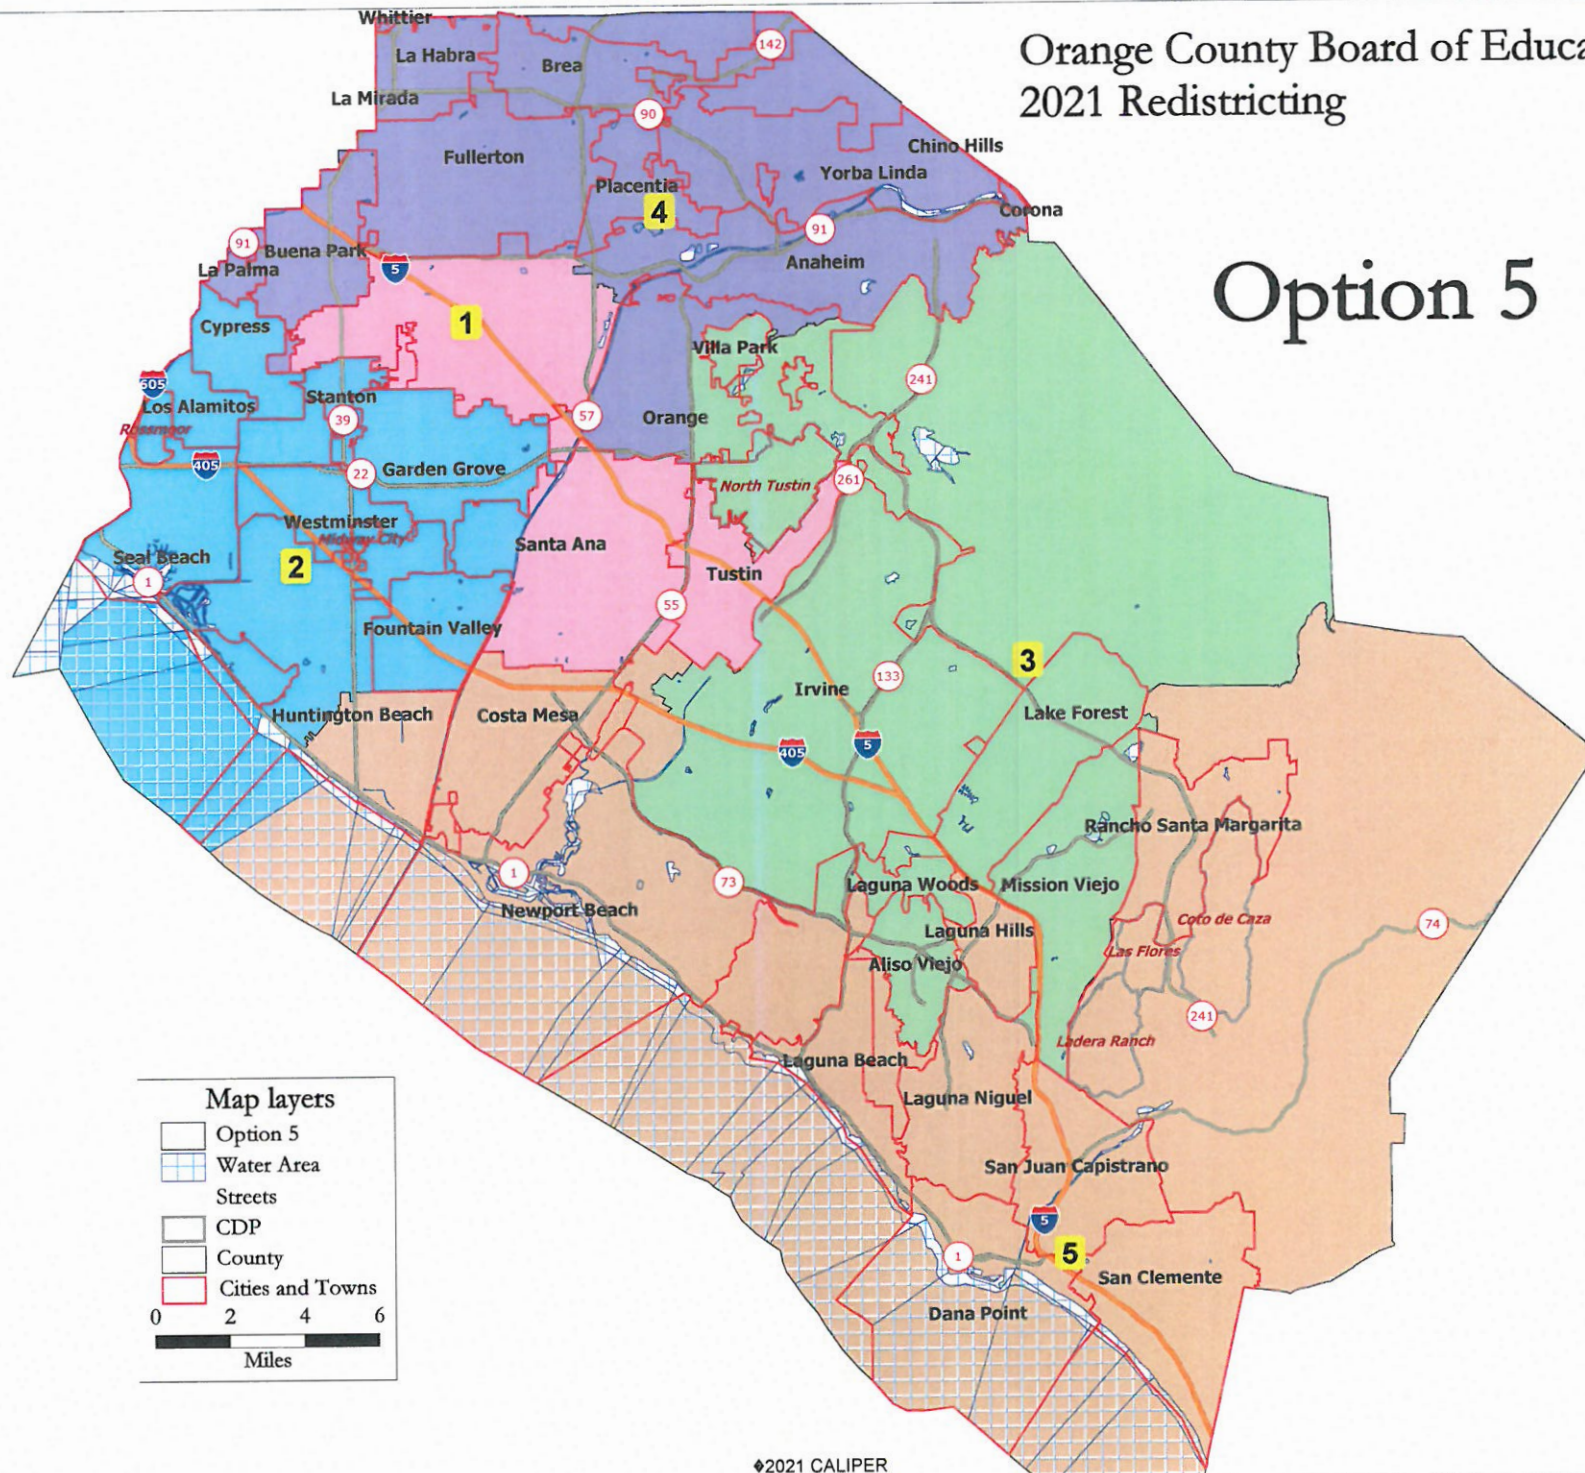 Orange County Board of Educa
2021 Redistricting
Option 5
Whittier
La Habra
Brea
142
La Mirada
90
Fullerton
Chino Hills
Placentia
Yorba Linda
4
Corona
91
91
Buena Park
La Palma
5
Anaheim
1
Cypress
Villa Park
605
241
Los Alamitos
Stanton
Rossmoor
39
57
Orange
405
22
Garden Grove
North Tustin
261
Westminster
Midway City
Santa Ana
Seal Beach
1
2
Tustin
55
Fountain Valley
3
133
Irvine
Huntington Beach
Costa Mesa
Lake Forest
405
5
Rancho Santa Margarita
1
73
Laguna Woods
Mission Viejo
Newport Beach
Coto de Caza
74
Laguna Hills
Las Flores
Aliso Viejo
241
Ladera Ranch
Laguna Beach
Laguna Niguel
San Juan Capistrano
5
1
5
San Clemente
Dana Point
Map layers
Option 5
Water Area
Streets
CDP
County
Cities and Towns
0 2 4 6
Miles
�2021 CALIPER